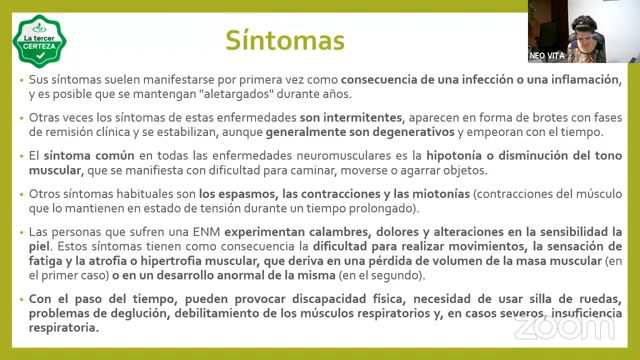 La tercer
CERTEZA
Síntomas
NEO VITA
• Sus síntomas suelen manifestarse por primera vez como consecuencia de una infección o una inflamación,
y es posible que se mantengan "aletargados" durante años.
• Otras veces los síntomas de estas enfermedades son intermitentes, aparecen en forma de brotes con fases
de remisión clínica y se estabilizan, aunque generalmente son degenerativos y empeoran con el tiempo.
• El síntoma común en todas las enfermedades neuromusculares es la hipotonía o disminución del tono
muscular, que se manifiesta con dificultad para caminar, moverse o agarrar objetos.
• Otros síntomas habituales son los espasmos, las contracciones y las miotonías (contracciones del músculo
que lo mantienen en estado de tensión durante un tiempo prolongado).
• Las personas que sufren una ENM experimentan calambres, dolores y alteraciones en la sensibilidad la
piel. Estos síntomas tienen como consecuencia la dificultad para realizar movimientos, la sensación de
fatiga y la atrofia o hipertrofia muscular, que deriva en una pérdida de volumen de la masa muscular (en
el primer caso) o en un desarrollo anormal de la misma (en el segundo).
• Con el paso del tiempo, pueden provocar discapacidad física, necesidad de usar silla de ruedas,
problemas de deglución, debilitamiento de los músculos respiratorios y, en casos severos, insuficiencia
respiratoria.
zoom